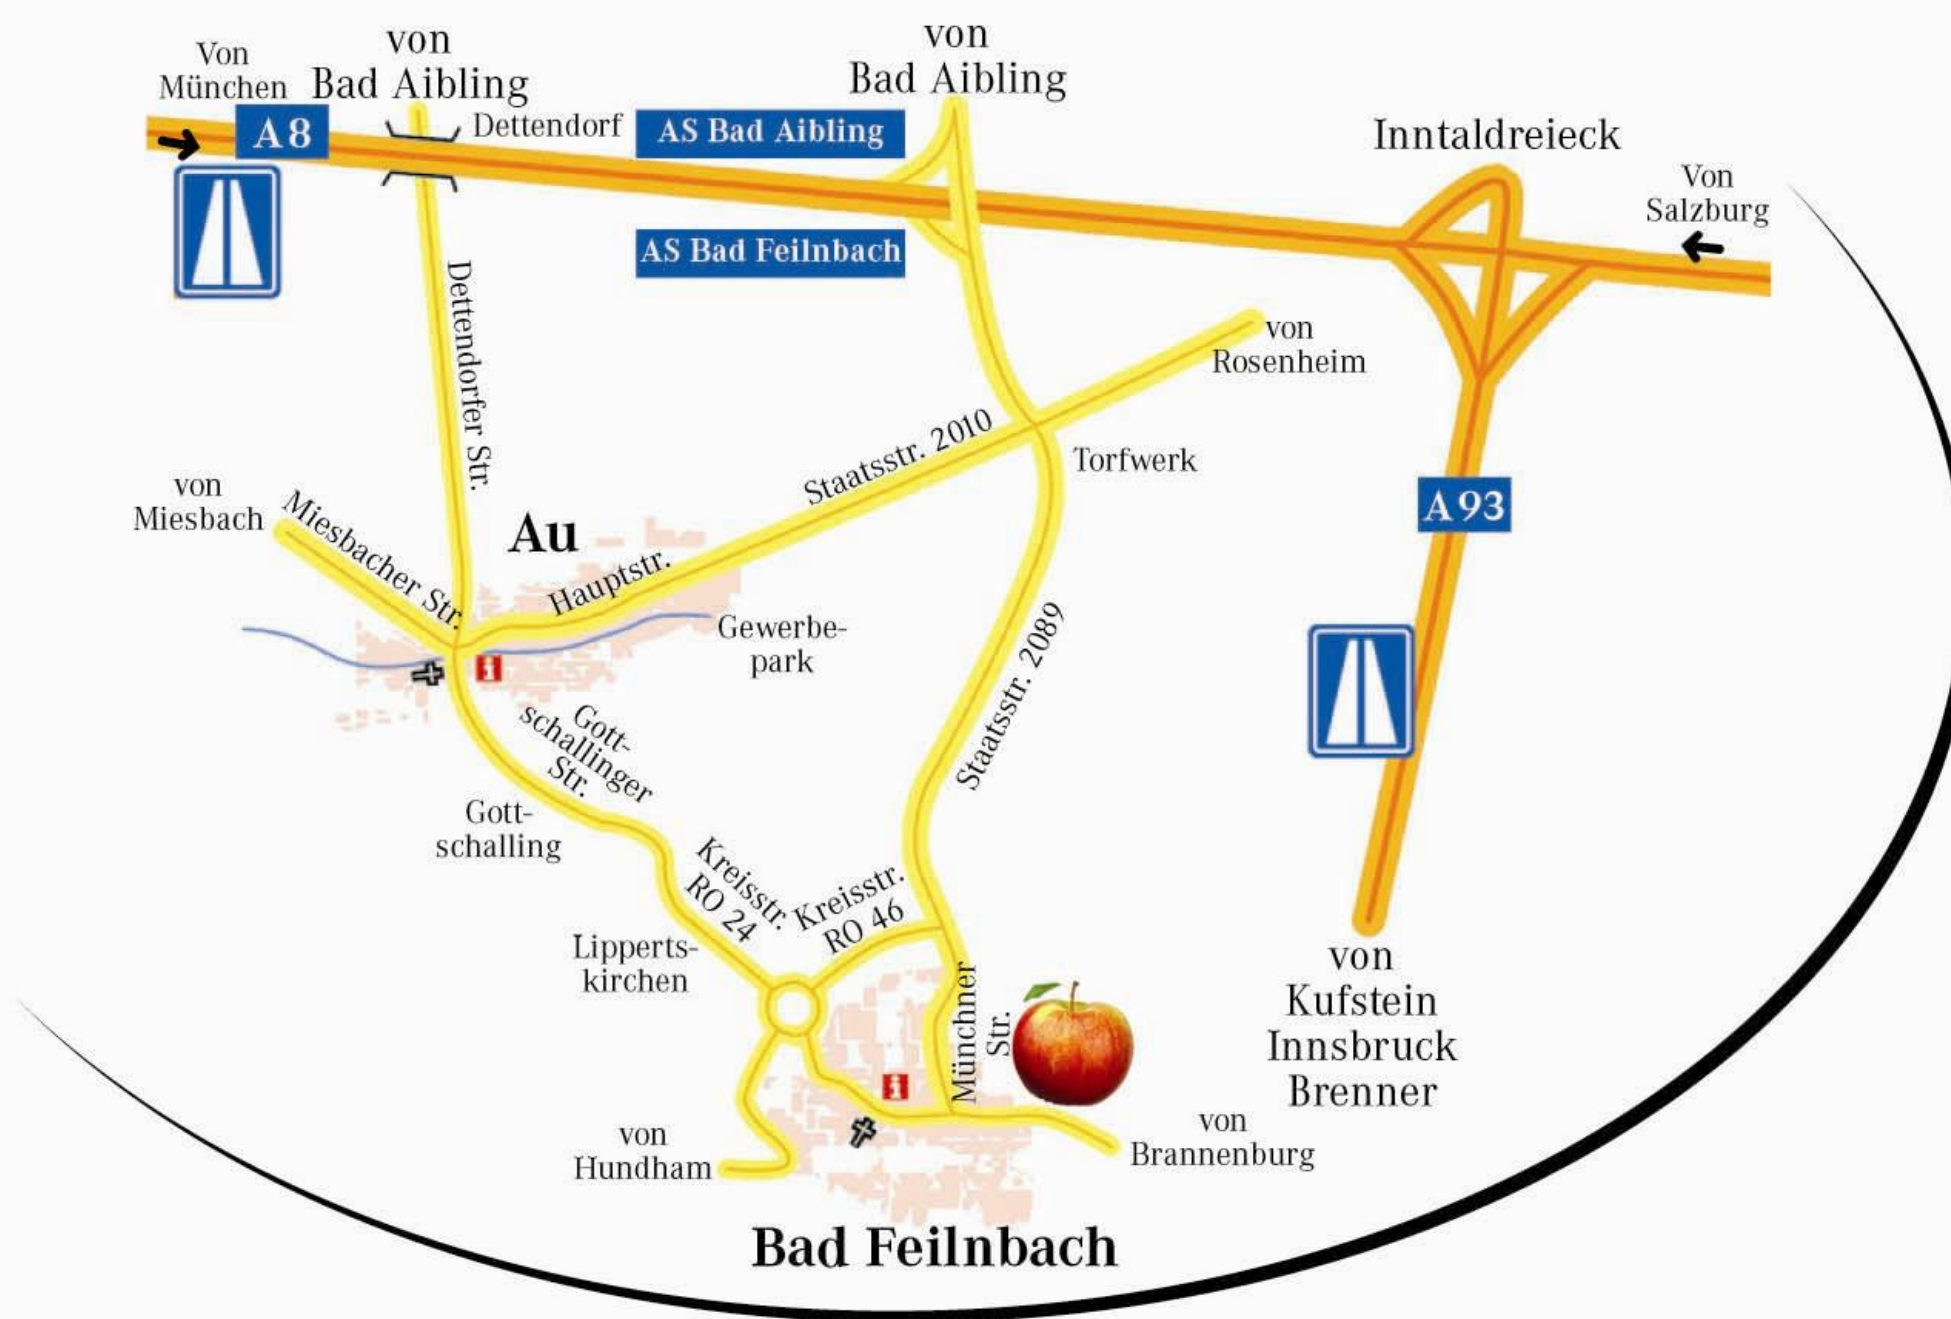 Von
München
von
Bad Aibling
von
Bad Aibling
A 8
Dettendorf
AS Bad Aibling
Inntaldreieck
Von
Salzburg
AS Bad Feilnbach
Dettendorfer Str.
von
Rosenheim
Staatsstr. 2010
Torfwerk
von
Miesbach
Miesbacher Str.
Au
Hauptstr.
A 93
Gewerbe-
park
i
Staatsstr. 2089
Gott-
schallinger
Str.
Gott-
schalling
Kreisstr.
RO 24
Kreisstr.
RO 46
Lipperts-
kirchen
Münchner
Str.
i
von
Kufstein
Innsbruck
Brenner
von
Hundham
von
Brannenburg
Bad Feilnbach